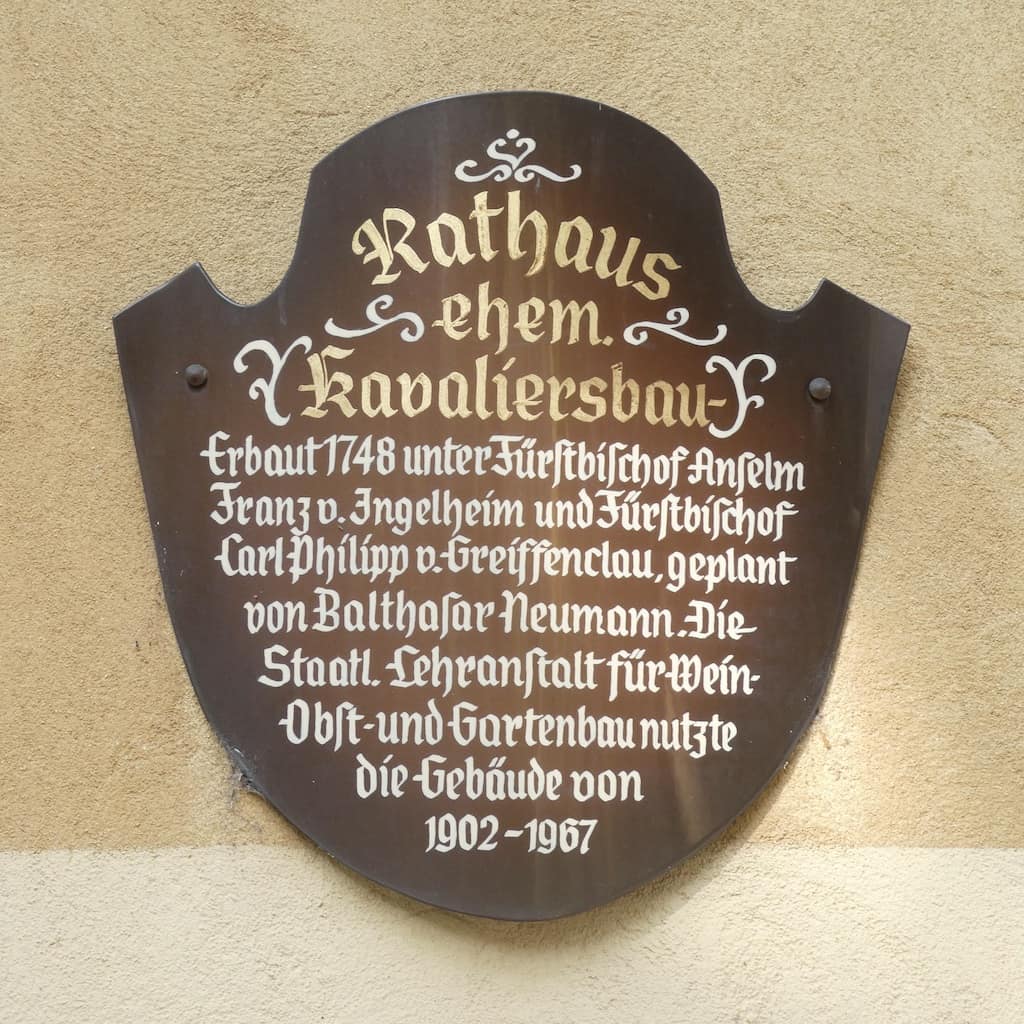 Rathaus
ehem.
Kavaliersbau
Erbaut 1748 unter Fürſtbiſchof Anſelm
Franz v. Ingelheim und Fürſtbiſchof
Carl Philipp v. Greiffenclau, geplant
von Balthaſar Neumann. Die
Staatl. Lehranſtalt für Wein-
Obſt- und Gartenbau nutzte
die Gebäude von
1902-1967